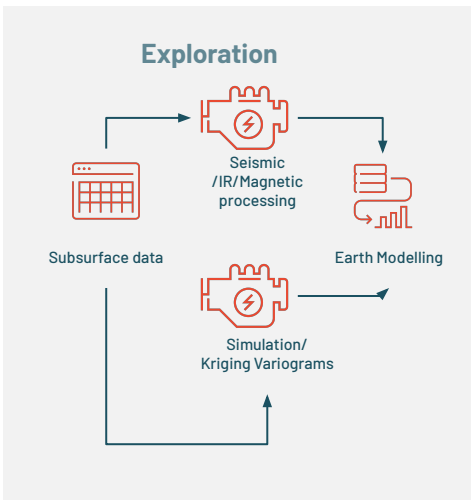 Exploration
Seismic
/IR/Magnetic
processing
Subsurface data
Earth Modelling
Simulation/
Kriging Variograms